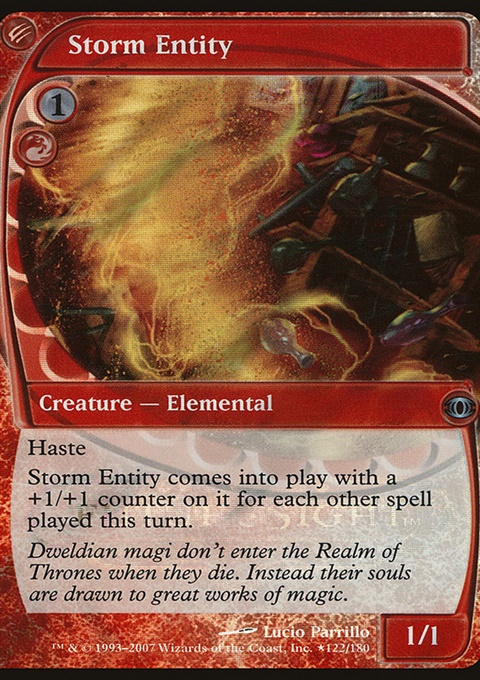 Storm Entity
1
Creature — Elemental
Haste
Storm Entity comes into play with a
+1/+1 counter on it for each other spell
played this turn.
Dweldian magi don't enter the Realm of
Thrones when they die. Instead their souls
are drawn to great works of magic.
Lucio Parrillo
™ & © 1993–2007 Wizards of the Coast, Inc. ★122/180
1/1